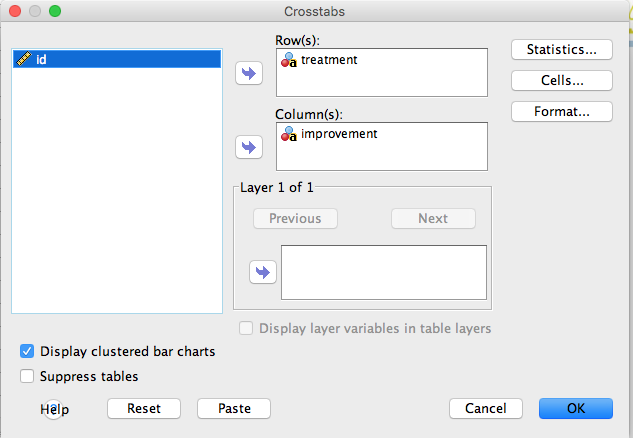 Crosstabs
id
Row(s):
treatment
Column(s):
improvement
Statistics...
Cells...
Format...
Layer 1 of 1
Previous
Next
Display layer variables in table layers
Display clustered bar charts
Suppress tables
Help
Reset
Paste
Cancel
OK